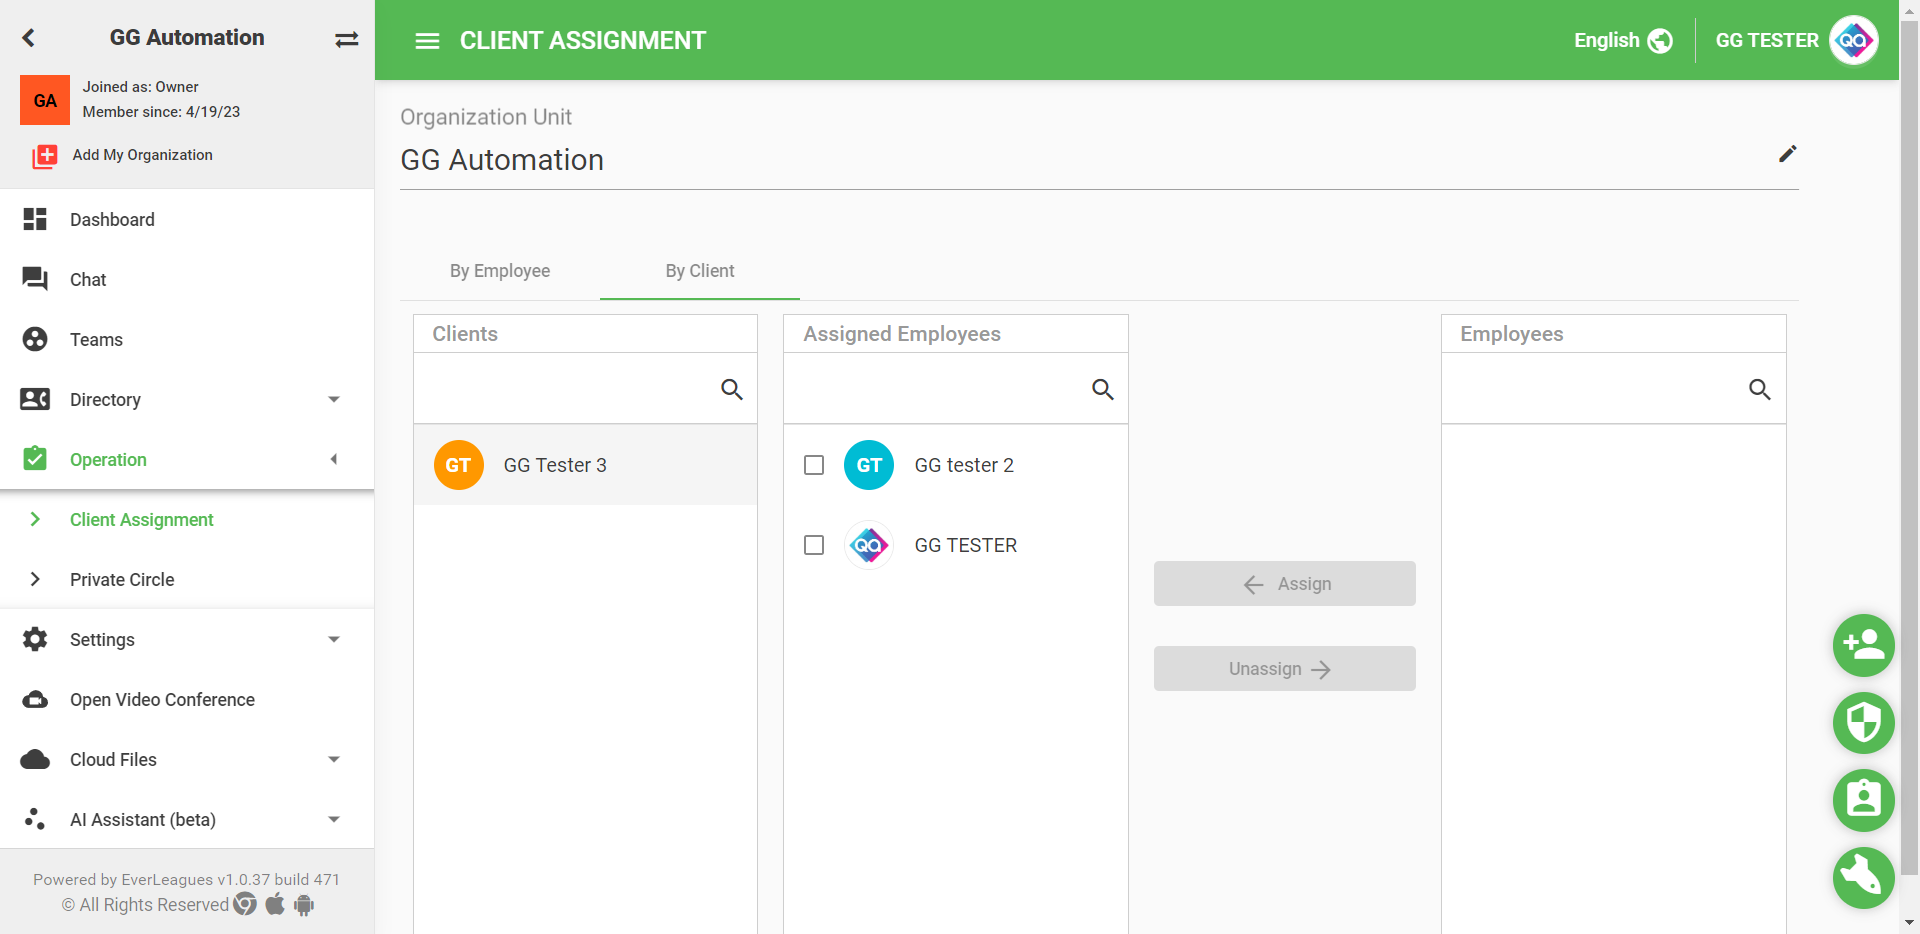 GG Automation
GA
Joined as: Owner
Member since: 4/19/23
Add My Organization
Dashboard
Chat
Teams
Directory
Operation
Client Assignment
Private Circle
Settings
Open Video Conference
Cloud Files
AI Assistant (beta)
Powered by EverLeagues v1.0.37 build 471
© All Rights Reserved
CLIENT ASSIGNMENT
English
GG TESTER
QA
Organization Unit
GG Automation
By Employee
By Client
Clients
GT
GG Tester 3
Assigned Employees
GT
GG tester 2
QA
GG TESTER
Assign
Unassign
Employees